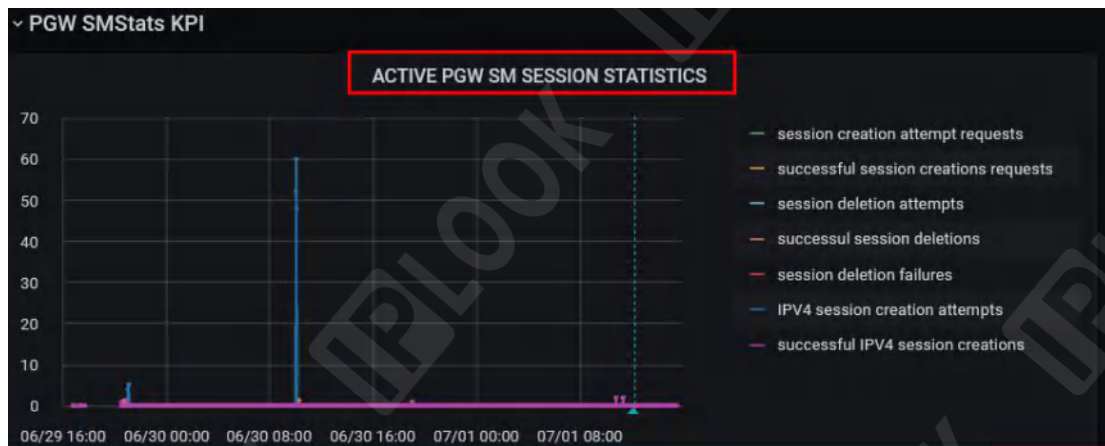 PGW SMStats KPI
ACTIVE PGW SM SESSION STATISTICS
70
60
50
40
30
20
10
0
06/29 16:00 06/30 00:00 06/30 08:00 06/30 16:00 07/01 00:00 07/01 08:00
session creation attempt requests
successful session creations requests
session deletion attempts
successul session deletions
session deletion failures
IPV4 session creation attempts
successful IPV4 session creations
IPLOOK